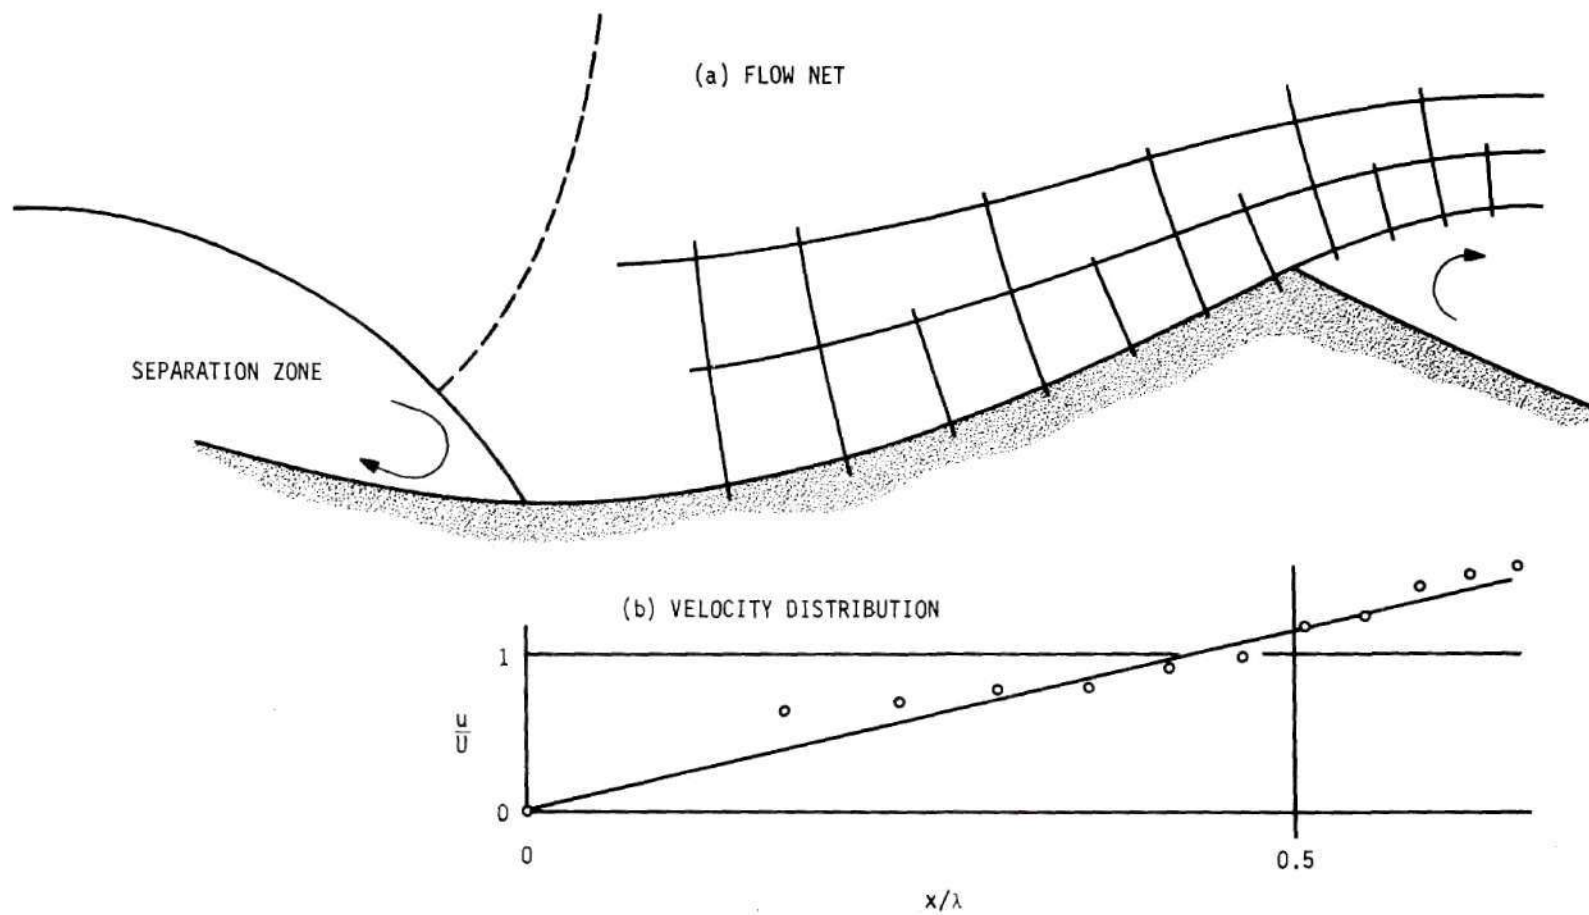 (a) FLOW NET
SEPARATION ZONE
(b) VELOCITY DISTRIBUTION
1
u
U
0
0
0.5
x/λ